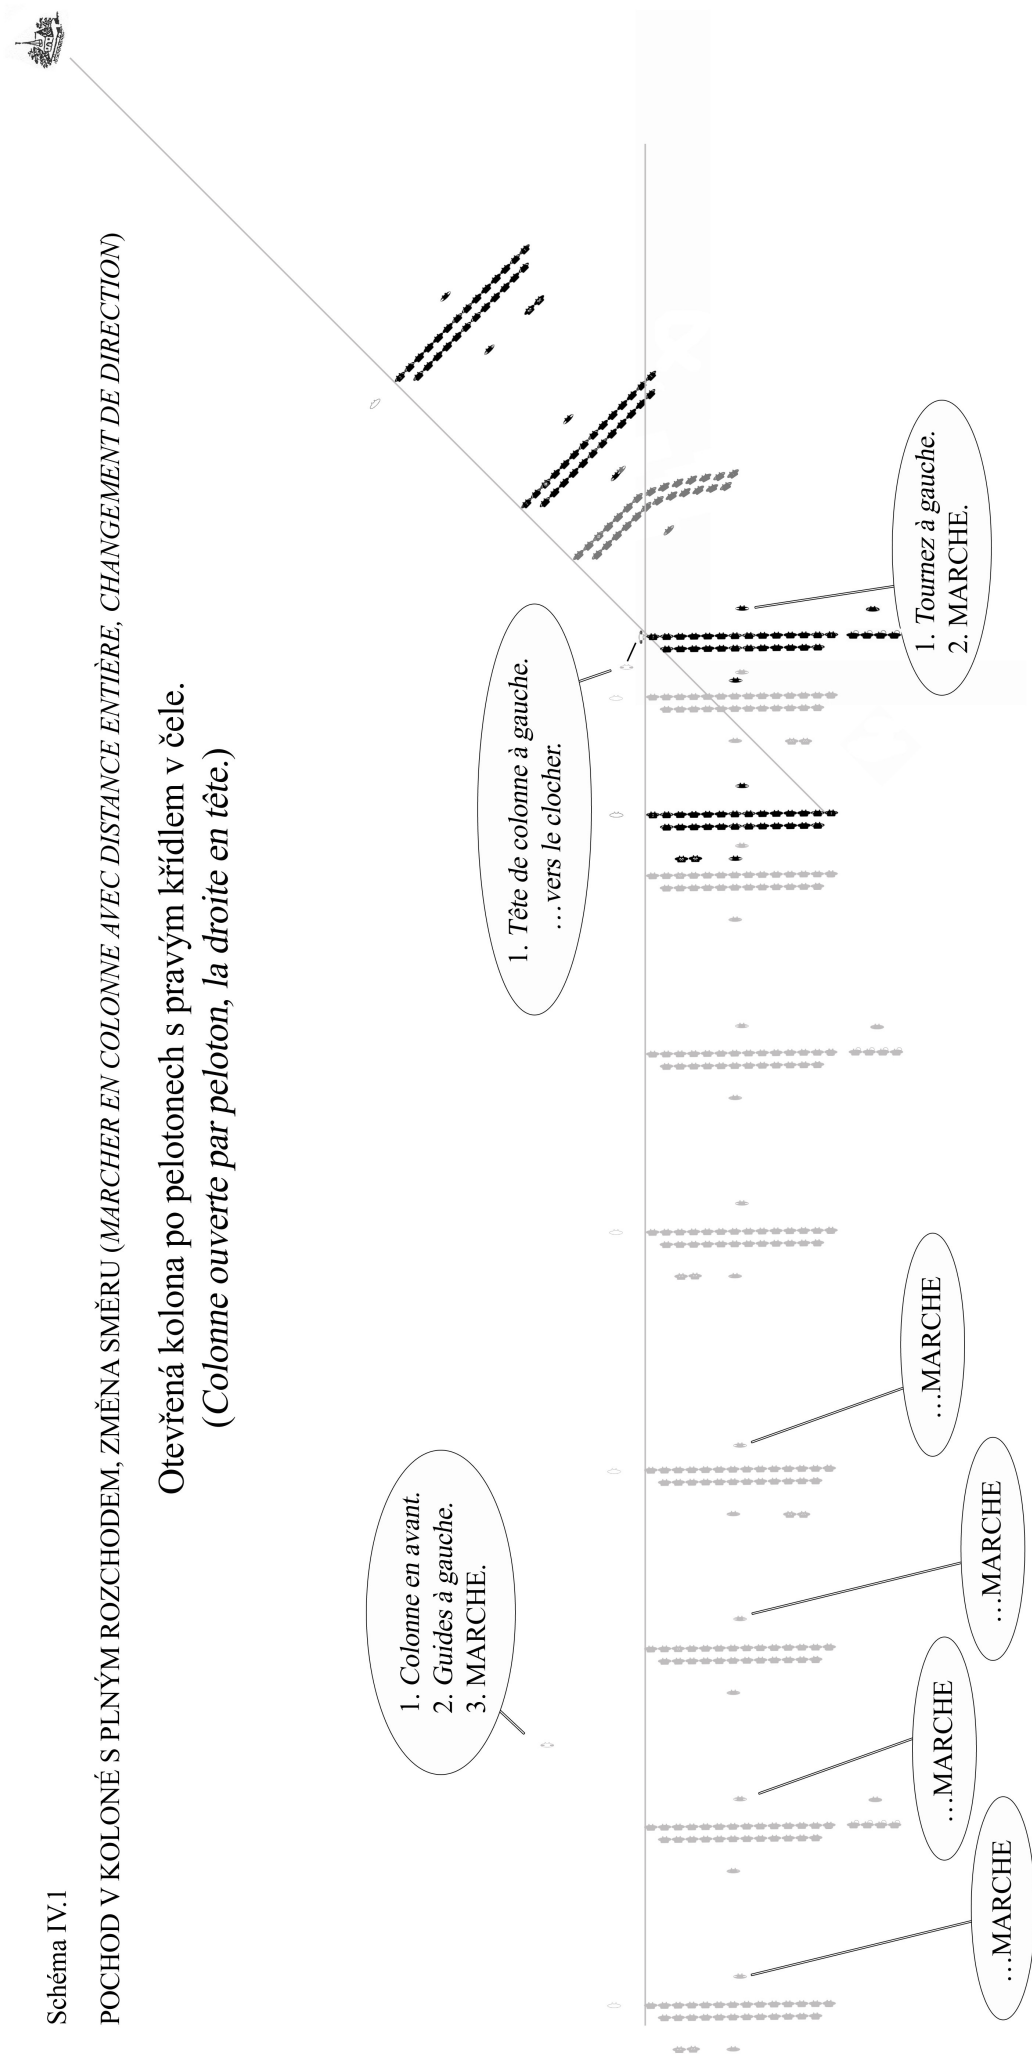 Schéma IV.1
POCHOD V KOLONĚ S PLNÝM ROZCHODEM, ZMĚNA SMĚRU (MARCHER EN COLONNE AVEC DISTANCE ENTIÈRE, CHANGEMENT DE DIRECTION)
Otevřená kolona po pelotonech s pravým křídlem v čele.
(Colonne ouverte par peloton, la droite en tête.)
1. Colonne en avant.
2. Guides à gauche.
3. MARCHE.
1. Tête de colonne à gauche.
…vers le clocher.
1. Tournez à gauche.
2. MARCHE.
…MARCHE
…MARCHE
…MARCHE
…MARCHE